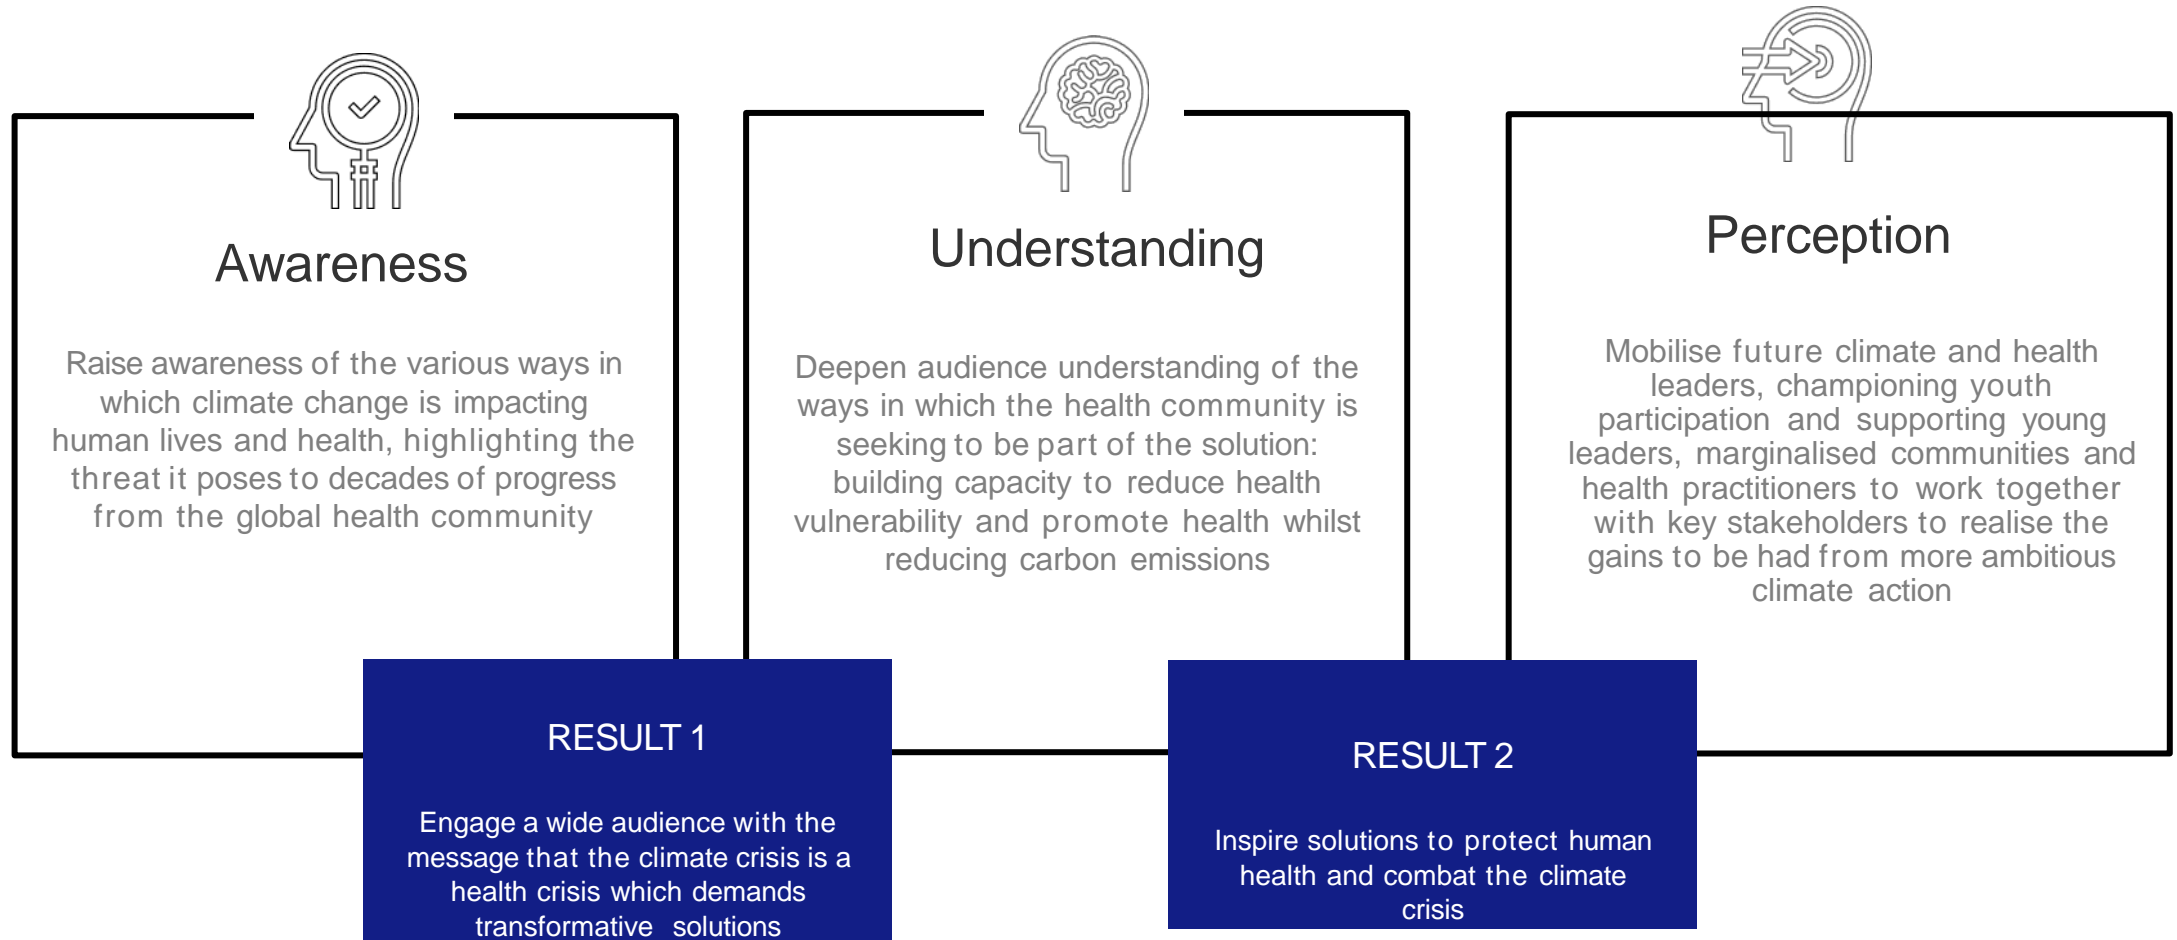 Awareness
Raise awareness of the various ways in
which climate change is impacting
human lives and health, highlighting the
threat it poses to decades of progress
from the global health community
Understanding
Deepen audience understanding of the
ways in which the health community is
seeking to be part of the solution:
building capacity to reduce health
vulnerability and promote health whilst
reducing carbon emissions
Perception
Mobilise future climate and health
leaders, championing youth
participation and supporting young
leaders, marginalised communities and
health practitioners to work together
with key stakeholders to realise the
gains to be had from more ambitious
climate action
RESULT 1
Engage a wide audience with the
message that the climate crisis is a
health crisis which demands
transformative solutions
RESULT 2
Inspire solutions to protect human
health and combat the climate
crisis